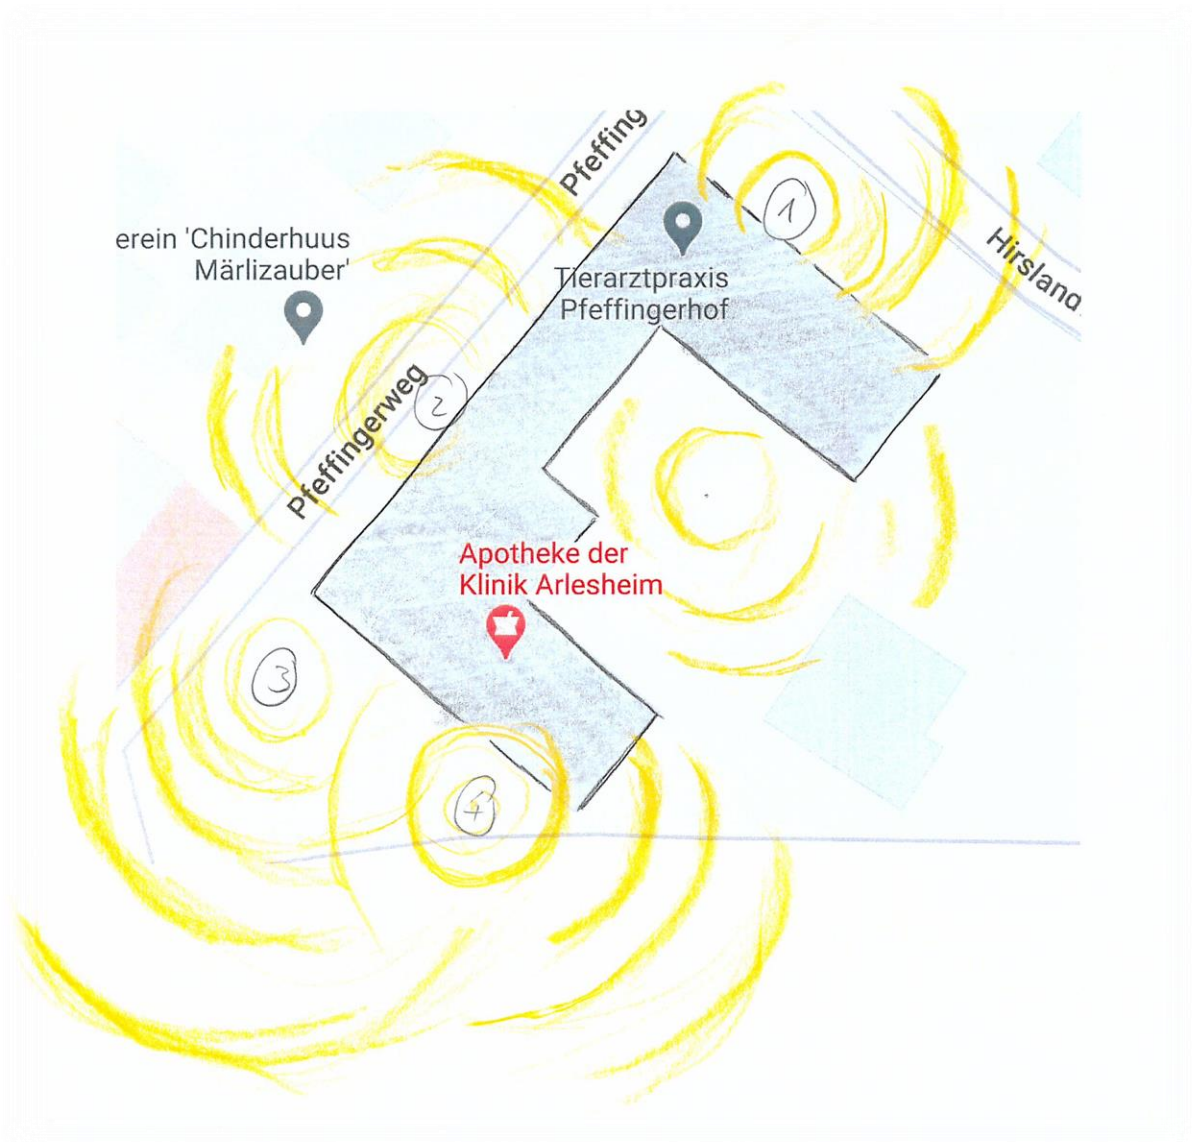 Pfeffing
1
Hirsland
erein 'Chinderhuus
Märlizauber'
Tierarztpraxis
Pfeffingerhof
2
Pfeffingerweg
Apotheke der
Klinik Arlesheim
3
4